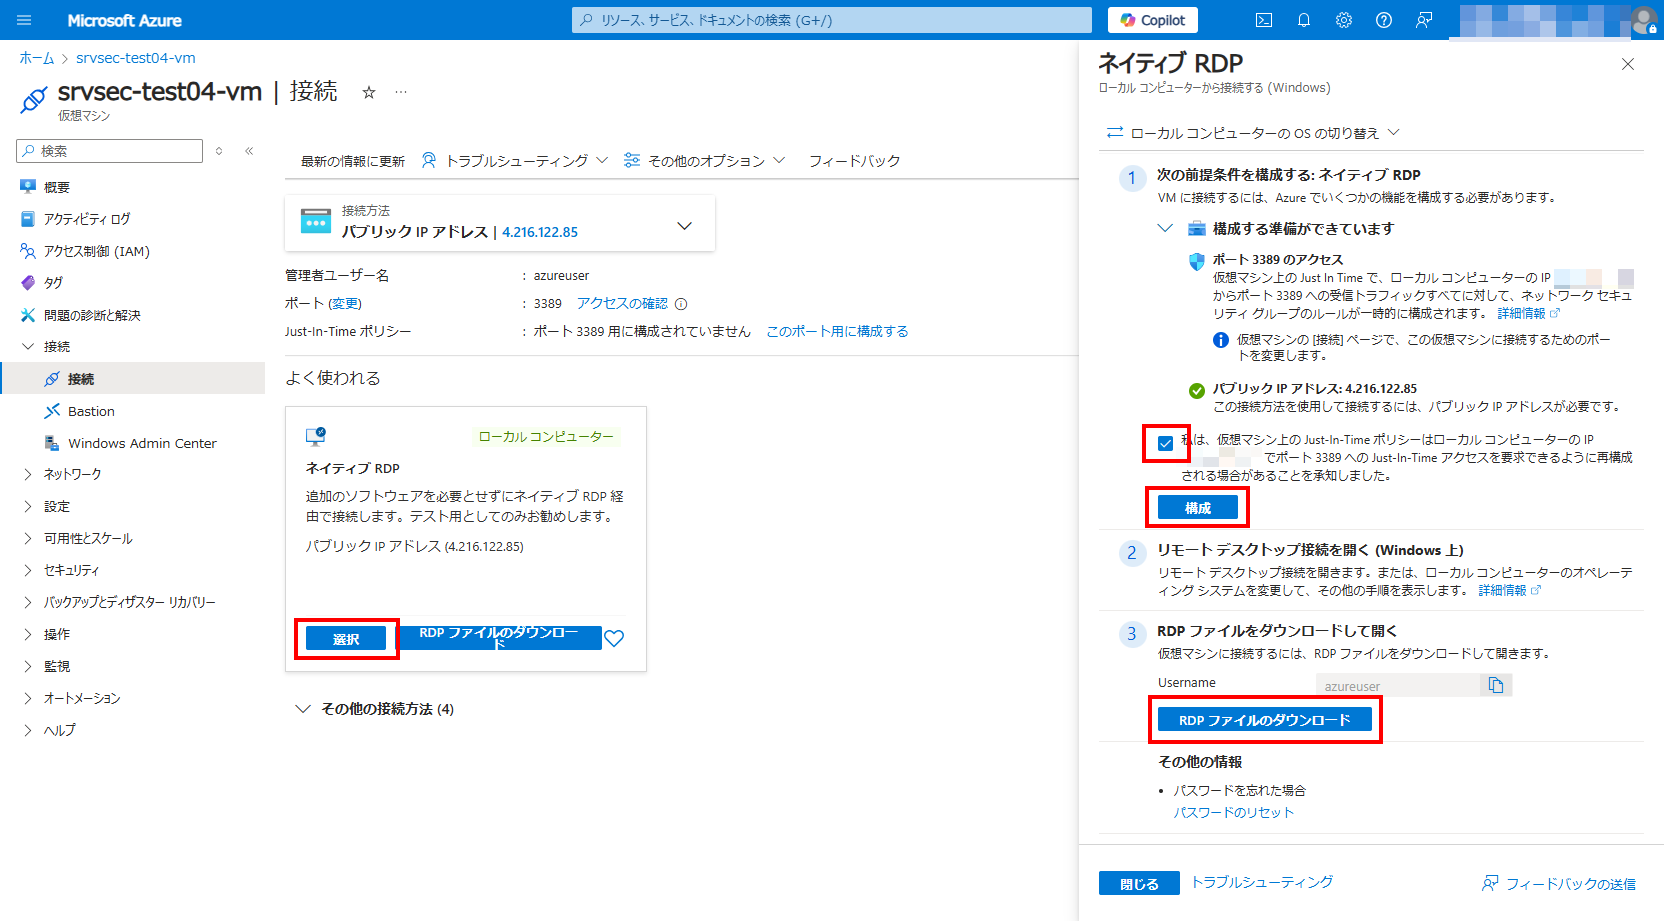 Microsoft Azure
リソース、サービス、ドキュメントの検索 (G+/)
Copilot
ホーム > srvsec-test04-vm
srvsec-test04-vm | 接続
仮想マシン
検索
概要
アクティビティ ログ
アクセス制御 (IAM)
タグ
問題の診断と解決
接続
接続
Bastion
Windows Admin Center
ネットワーク
設定
可用性とスケール
セキュリティ
バックアップとディザスター リカバリー
操作
監視
オートメーション
ヘルプ
最新の情報に更新 トラブルシューティング その他のオプション フィードバック
接続方法
パブリック IP アドレス | 4.216.122.85
管理者ユーザー名 : azureuser
ポート (変更) : 3389 アクセスの確認
Just-In-Time ポリシー : ポート 3389 用に構成されていません このポート用に構成する
よく使われる
ローカル コンピューター
ネイティブ RDP
追加のソフトウェアを必要とせずにネイティブ RDP 経
由で接続します。テスト用としてのみお勧めします。
パブリック IP アドレス (4.216.122.85)
選択
RDP ファイルのダウンロー
ド
その他の接続方法 (4)
ネイティブ RDP
ローカル コンピューターから接続する (Windows)
ローカル コンピューターの OS の切り替え
1 次の前提条件を構成する: ネイティブ RDP
VM に接続するには、Azure でいくつかの機能を構成する必要があります。
構成する準備ができています
ポート 3389 のアクセス
仮想マシン上の Just In Time で、ローカル コンピューターの IP
からポート 3389 への受信トラフィックすべてに対して、ネットワーク セキュ
リティ グループのルールが一時的に構成されます。 詳細情報
仮想マシンの [接続] ページで、この仮想マシンに接続するためのポー
トを変更します。
パブリック IP アドレス: 4.216.122.85
この接続方法を使用して接続するには、パブリック IP アドレスが必要です。
私は、仮想マシン上の Just-In-Time ポリシーはローカル コンピューターの IP
でポート 3389 への Just-In-Time アクセスを要求できるように再構成
される場合があることを承知しました。
構成
2 リモート デスクトップ接続を開く (Windows 上)
リモート デスクトップ接続を開きます。または、ローカル コンピューターのオペレーテ
ィング システムを変更して、その他の手順を表示します。 詳細情報
3 RDP ファイルをダウンロードして開く
仮想マシンに接続するには、RDP ファイルをダウンロードして開きます。
Username azureuser
RDP ファイルのダウンロード
その他の情報
• パスワードを忘れた場合
パスワードのリセット
閉じる トラブルシューティング フィードバックの送信